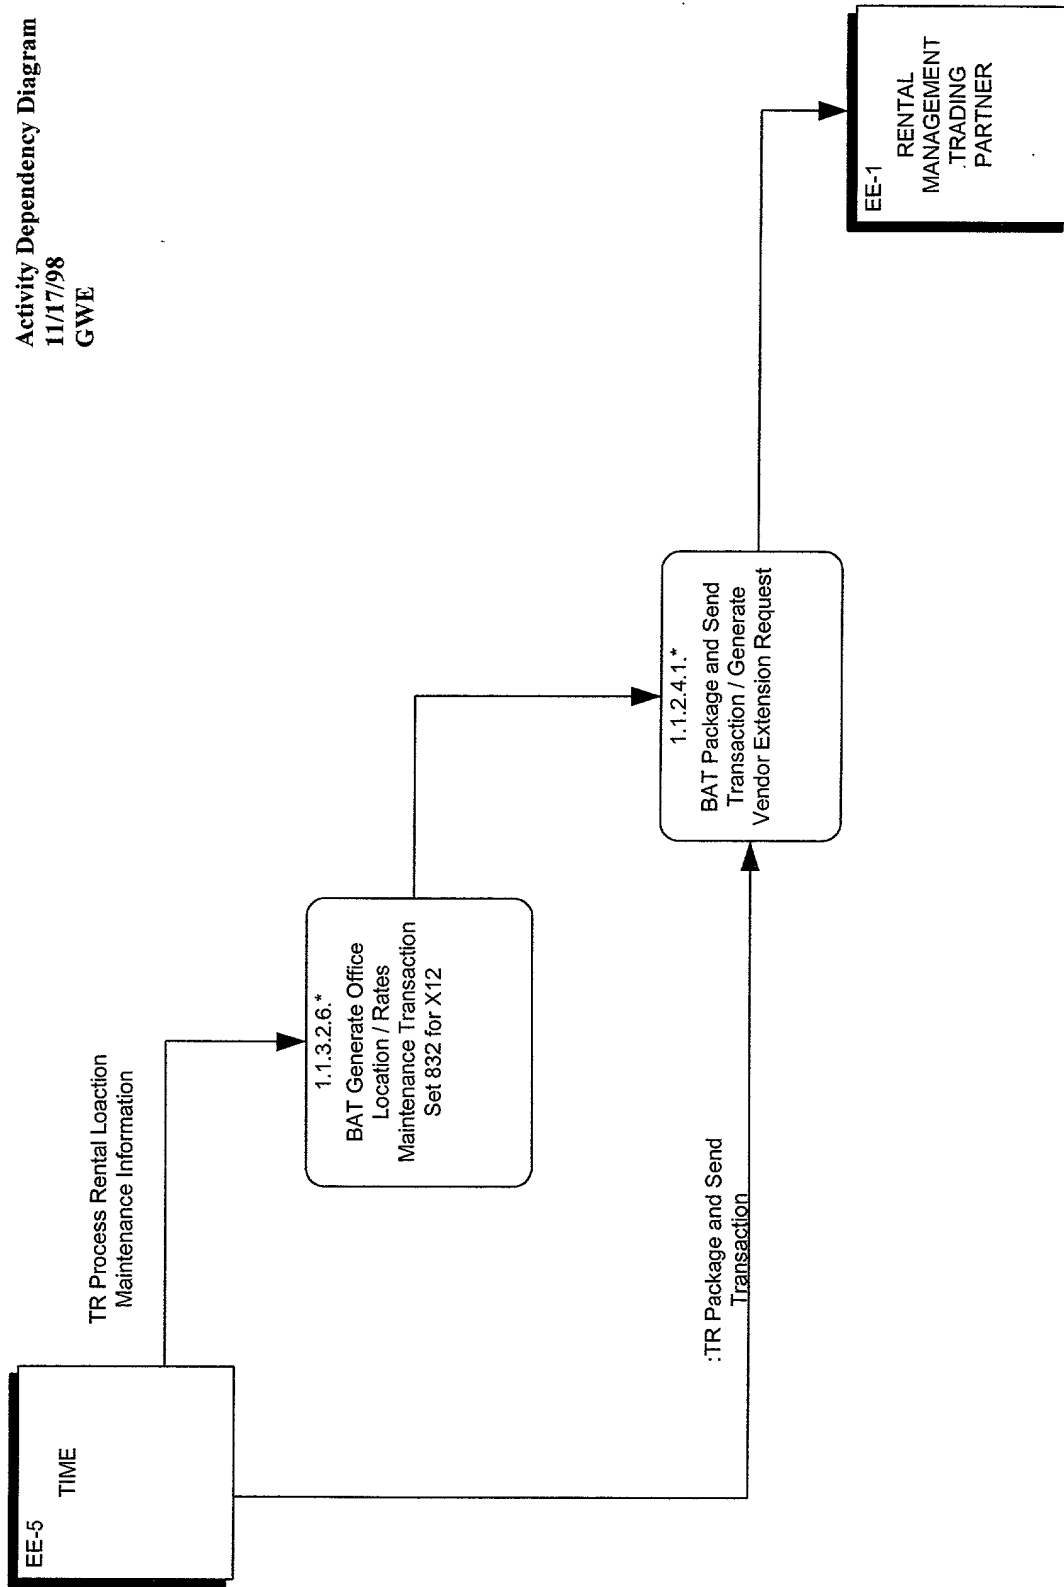 Activity Dependency Diagram
11/17/98
GWE
EE-5
TIME
TR Process Rental Loaction
Maintenance Information
1.1.3.2.6.*
BAT Generate Office
Location / Rates
Maintenance Transaction
Set 832 for X12
:TR Package and Send
Transaction
1.1.2.4.1.*
BAT Package and Send
Transaction / Generate
Vendor Extension Request
EE-1
RENTAL
MANAGEMENT
.TRADING
PARTNER